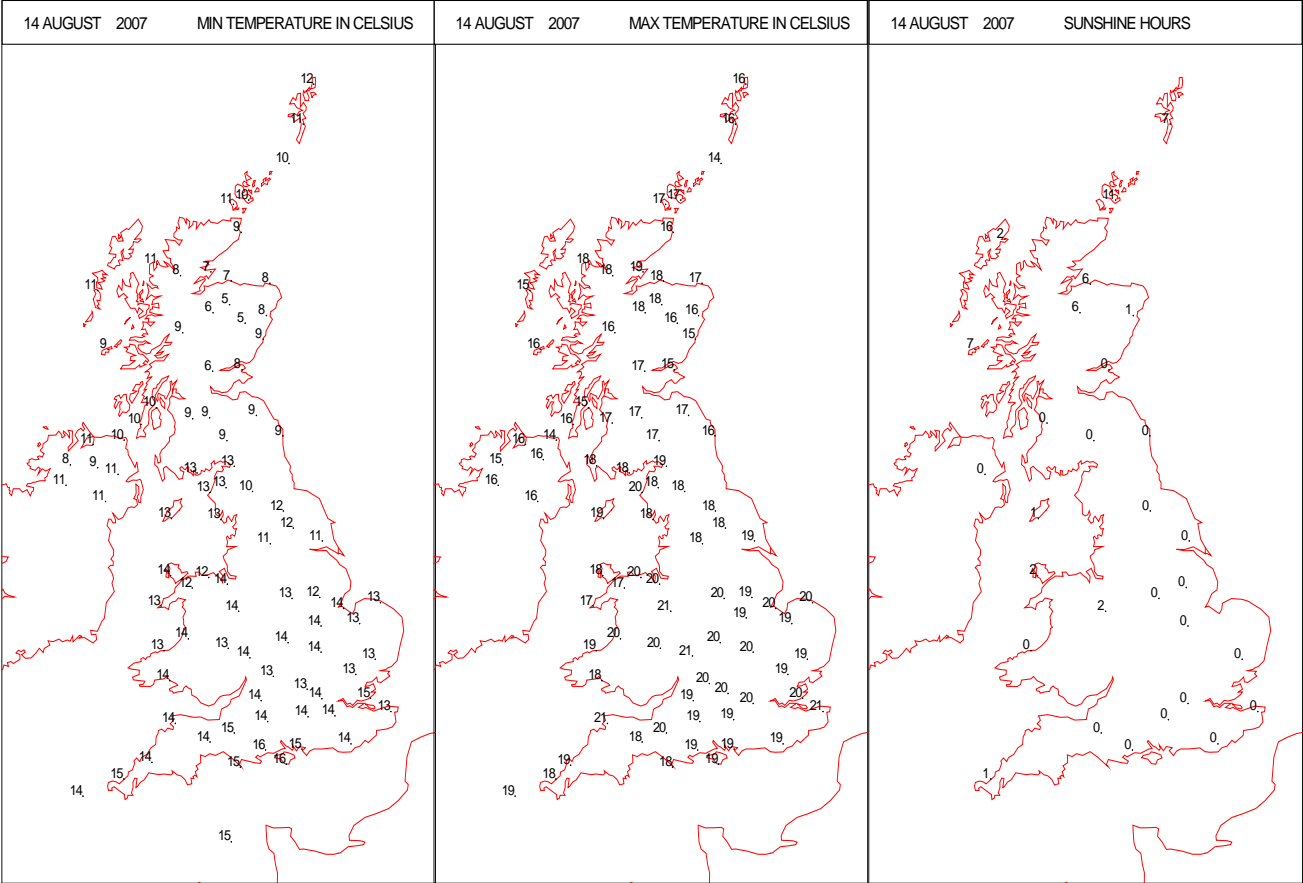 14 AUGUST 2007 MIN TEMPERATURE IN CELSIUS
12
11
10
11 10
9
11
8 7
7 8
11
5
6 8
5
9 9
9
6 8
10
9 9 9
10
11 10 9 9
8 9 11 13 13
11 13 13 10
11
13 13 12
12
11 11
14 12 14
12 13 12
13 14 14 13
14 13
14 14
13 13 14 14
13
14 13 13
13 14 15
14 14 14 13
14 14
15
14 16 15 14
14 15 16
15
14
15
14 AUGUST 2007 MAX TEMPERATURE IN CELSIUS
16
16
14
17 17
16
18 18 19
18 17
15
18 18 16
16 16 15
16
17 15
15
16 17 17 17
16 14 17 16
15 16 18 18 19
16 20 18 18
16
19 18 18
18
18 19
18 20 20
17 20 19
17 21 20 20
19 19
20 20
19 20 21 20 19
19
18 20 20
19 20 20
21 19 19 21
20
18 19 19 19
19 18 19
18
19
14 AUGUST 2007 SUNSHINE HOURS
7
11
2
6
6 1
7
0
0
0 0
0
1 0
0
2 0
0
2
0
0 0
0
0 0
0 0 0
1